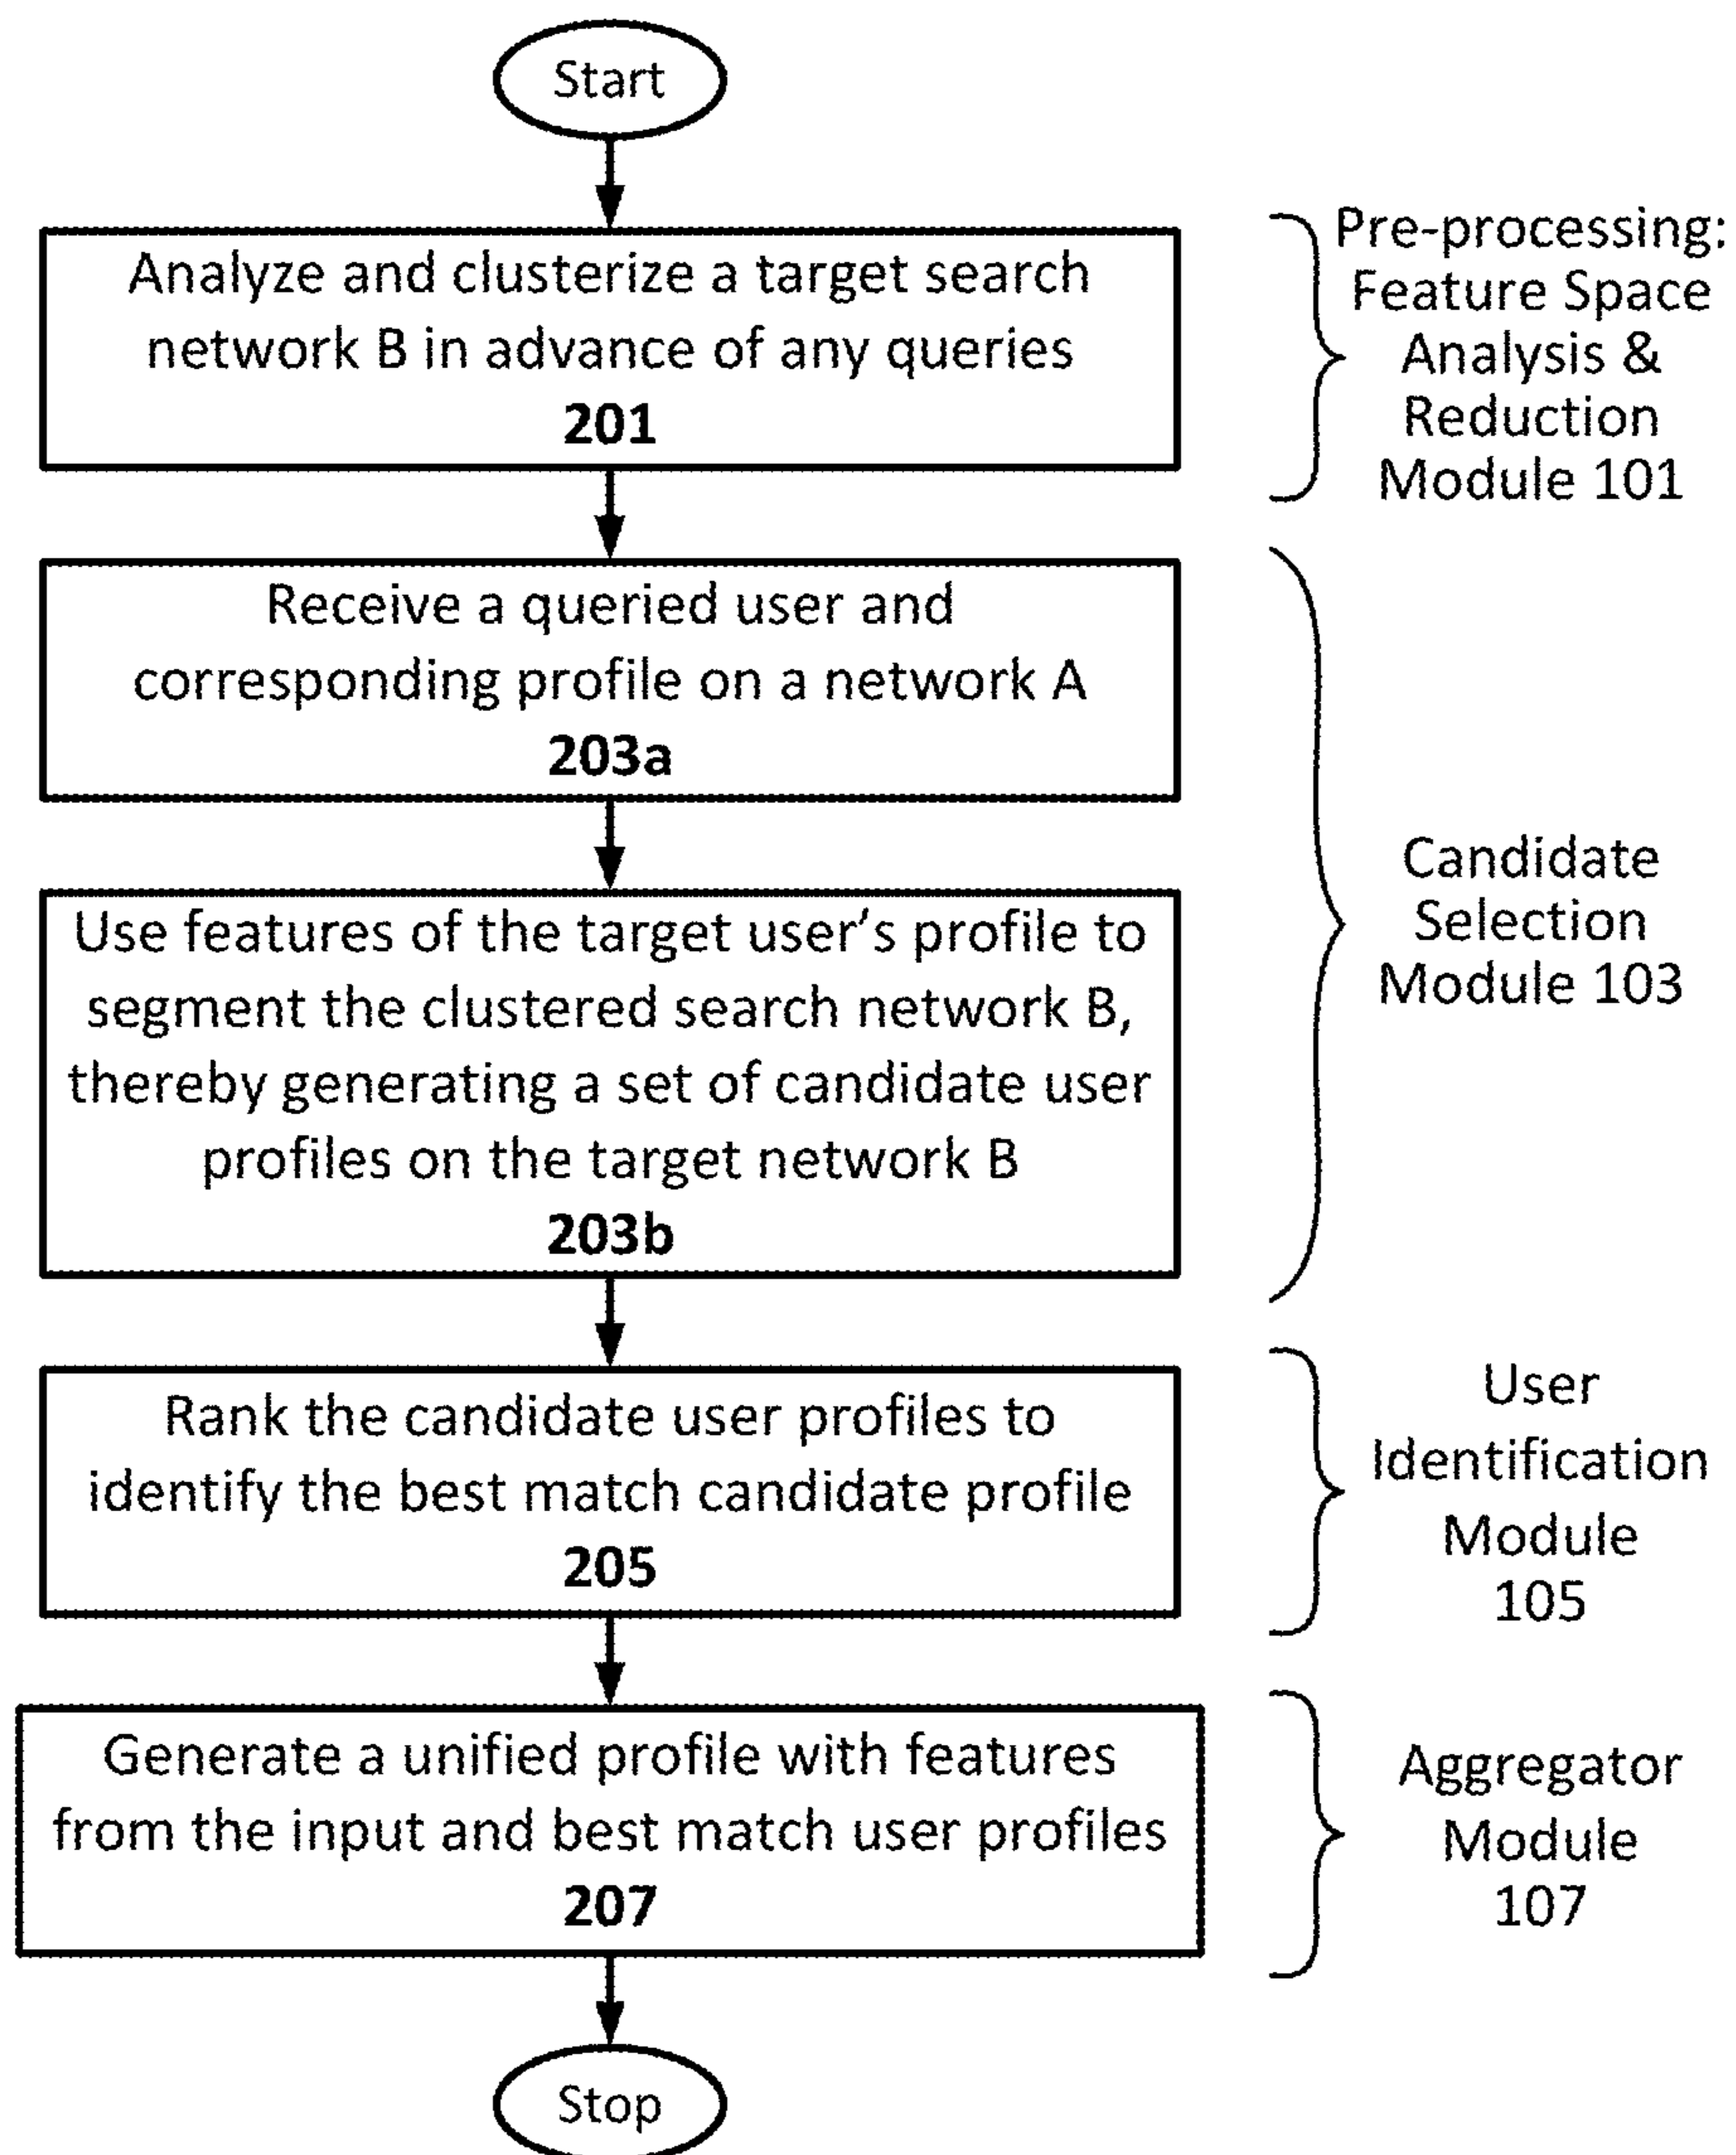 Start
Analyze and clusterize a target search
network B in advance of any queries
201
Pre-processing:
Feature Space
Analysis &
Reduction
Module 101
Receive a queried user and
corresponding profile on a network A
203a
Use features of the target user's profile to
segment the clustered search network B,
thereby generating a set of candidate user
profiles on the target network B
203b
Candidate
Selection
Module 103
Rank the candidate user profiles to
identify the best match candidate profile
205
User
Identification
Module
105
Generate a unified profile with features
from the input and best match user profiles
207
Aggregator
Module
107
Stop